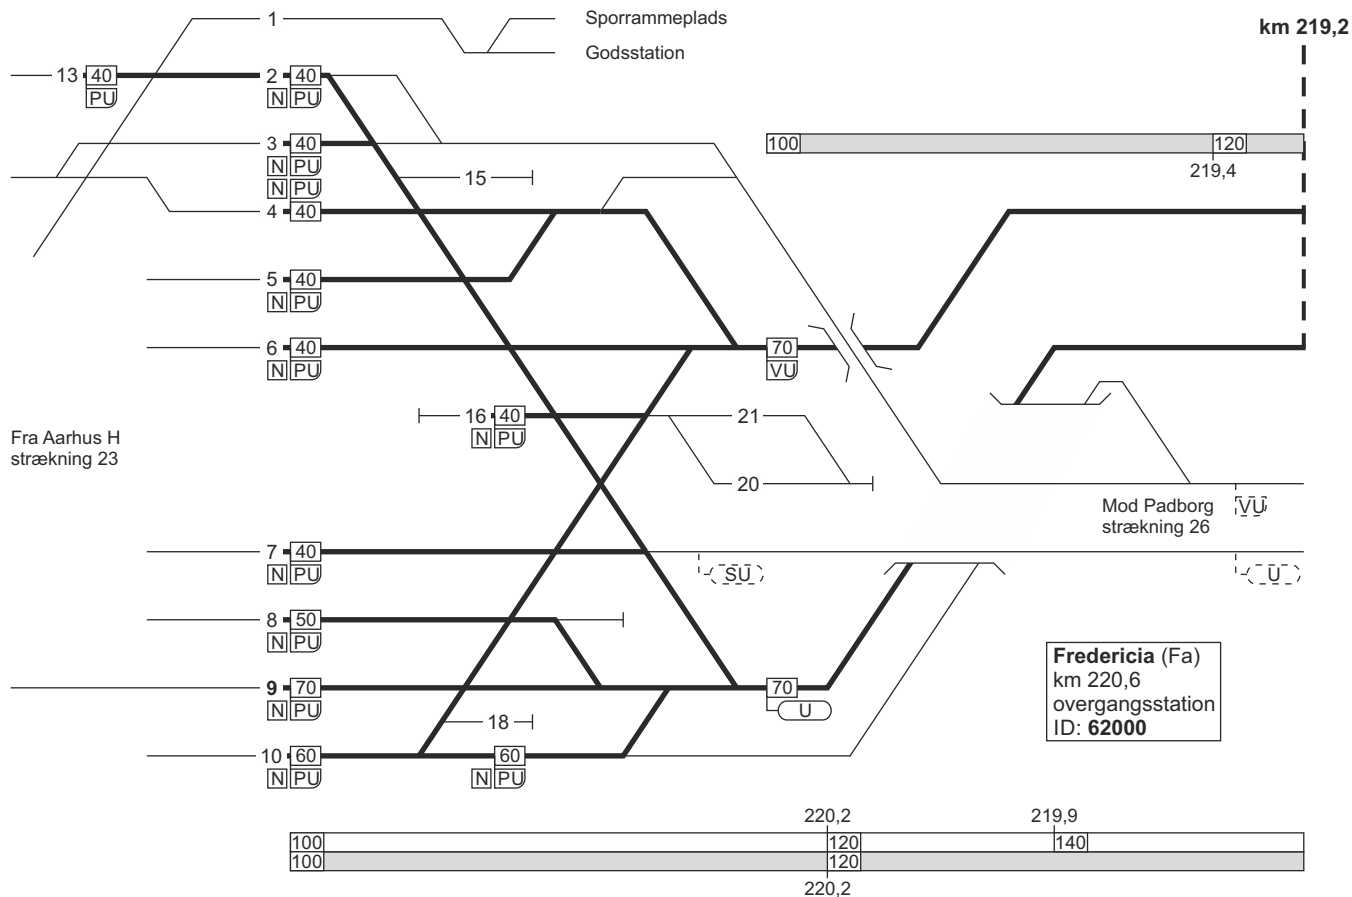 1
Sporrammeplads
Godsstation
km 219,2
13 40
PU
2 40
N PU
3 40
N PU
N PU
4 40
15
100
120
219,4
5 40
N PU
6 40
N PU
70
VU
16 40
N PU
21
20
Fra Aarhus H
strækning 23
Mod Padborg
strækning 26
VU
7 40
N PU
SU
U
8 50
N PU
9 70
N PU
70
U
18
10 60
N PU
60
N PU
Fredericia (Fa)
km 220,6
overgangsstation
ID: 62000
220,2
219,9
100
120
140
100
120
220,2